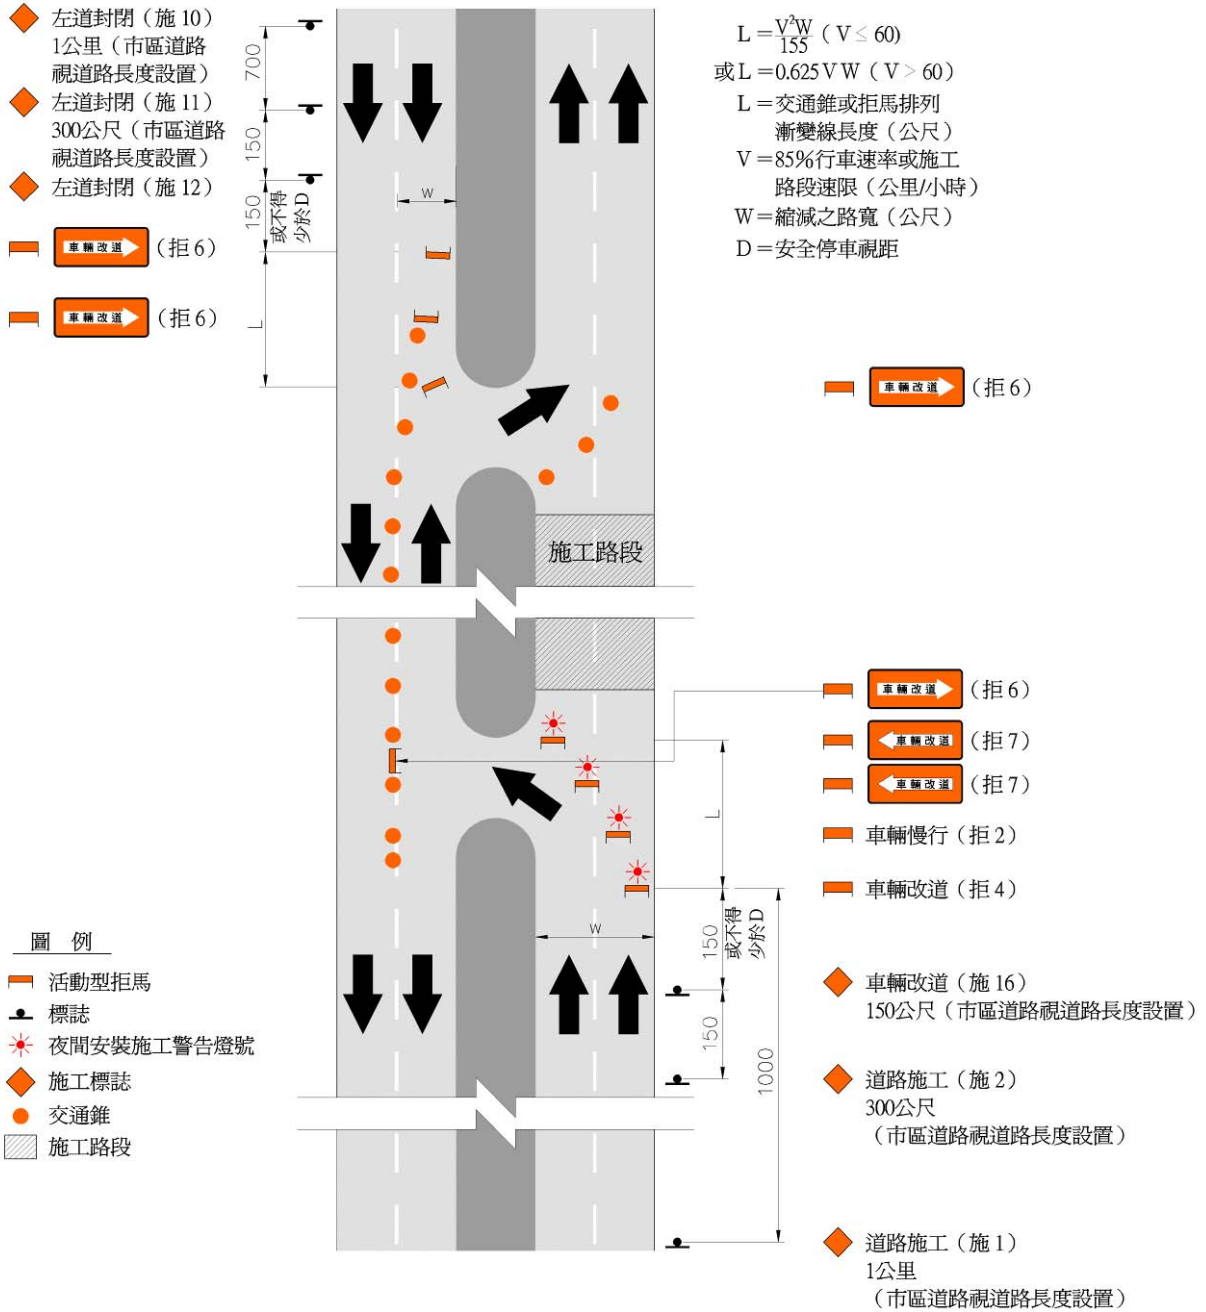 左道封閉（施 10）
1公里（市區道路
視道路長度設置）
左道封閉（施 11）
300公尺（市區道路
視道路長度設置）
左道封閉（施 12）
車輛改道（拒 6）
車輛改道（拒 6）
700
150
150
或不得
少於D
L
W
L＝V²W/155（V ≤ 60)
或 L＝0.625 V W（V > 60）
L＝交通錐或拒馬排列
漸變線長度（公尺）
V＝85%行車速率或施工
路段速限（公里/小時）
W＝縮減之路寬（公尺）
D＝安全停車視距
車輛改道（拒 6）
施工路段
車輛改道（拒 6）
車輛改道（拒 7）
車輛改道（拒 7）
車輛慢行（拒 2）
車輛改道（拒 4）
L
W
150
或不得
少於D
150
1000
車輛改道（施 16）
150公尺（市區道路視道路長度設置）
道路施工（施 2）
300公尺
（市區道路視道路長度設置）
道路施工（施 1）
1公里
（市區道路視道路長度設置）
圖 例
活動型拒馬
標誌
夜間安裝施工警告燈號
施工標誌
交通錐
施工路段